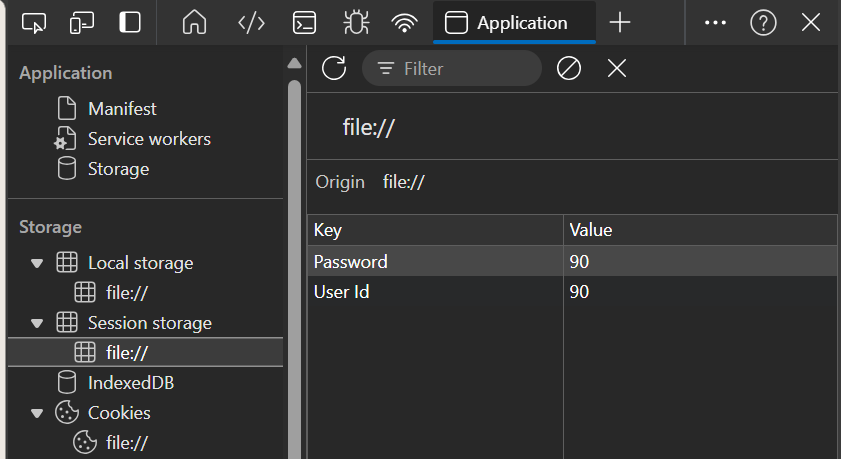 Application
Filter
Application
Manifest
Service workers
Storage
Storage
Local storage
file://
Session storage
file://
IndexedDB
Cookies
file://
file://
Origin file://
Key Value
Password 90
User Id 90